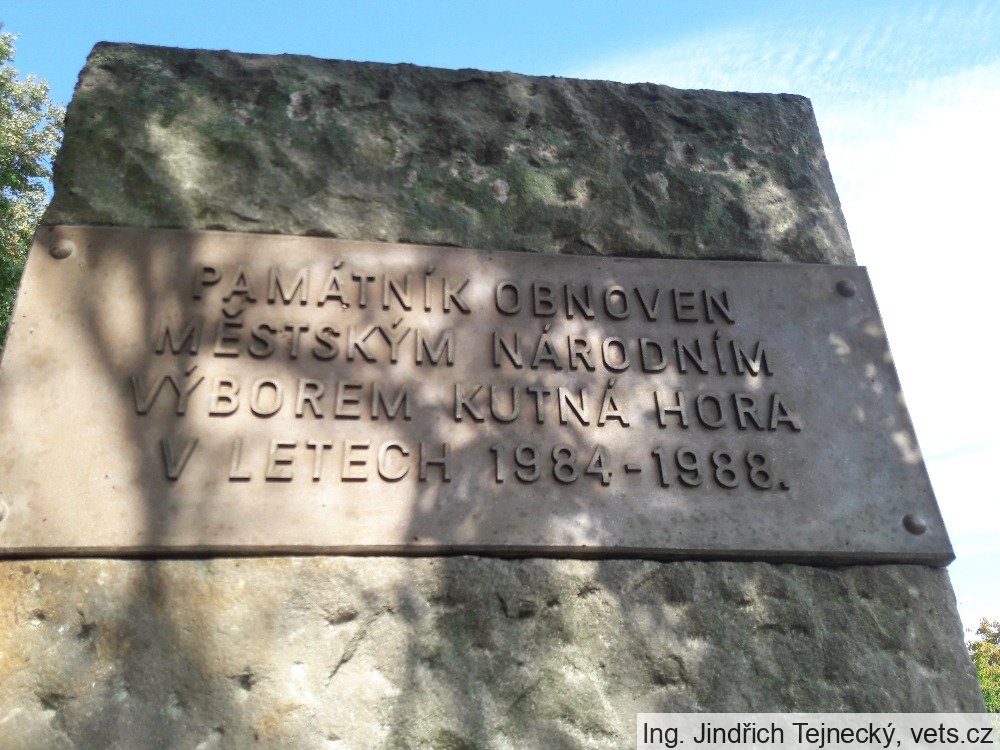 PAMÁTNÍK OBNOVEN
MĚSTSKÝM NÁRODNÍM
VÝBOREM KUTNÁ HORA
V LETECH 1984-1988.
Ing. Jindřich Tejnecký, vets.cz